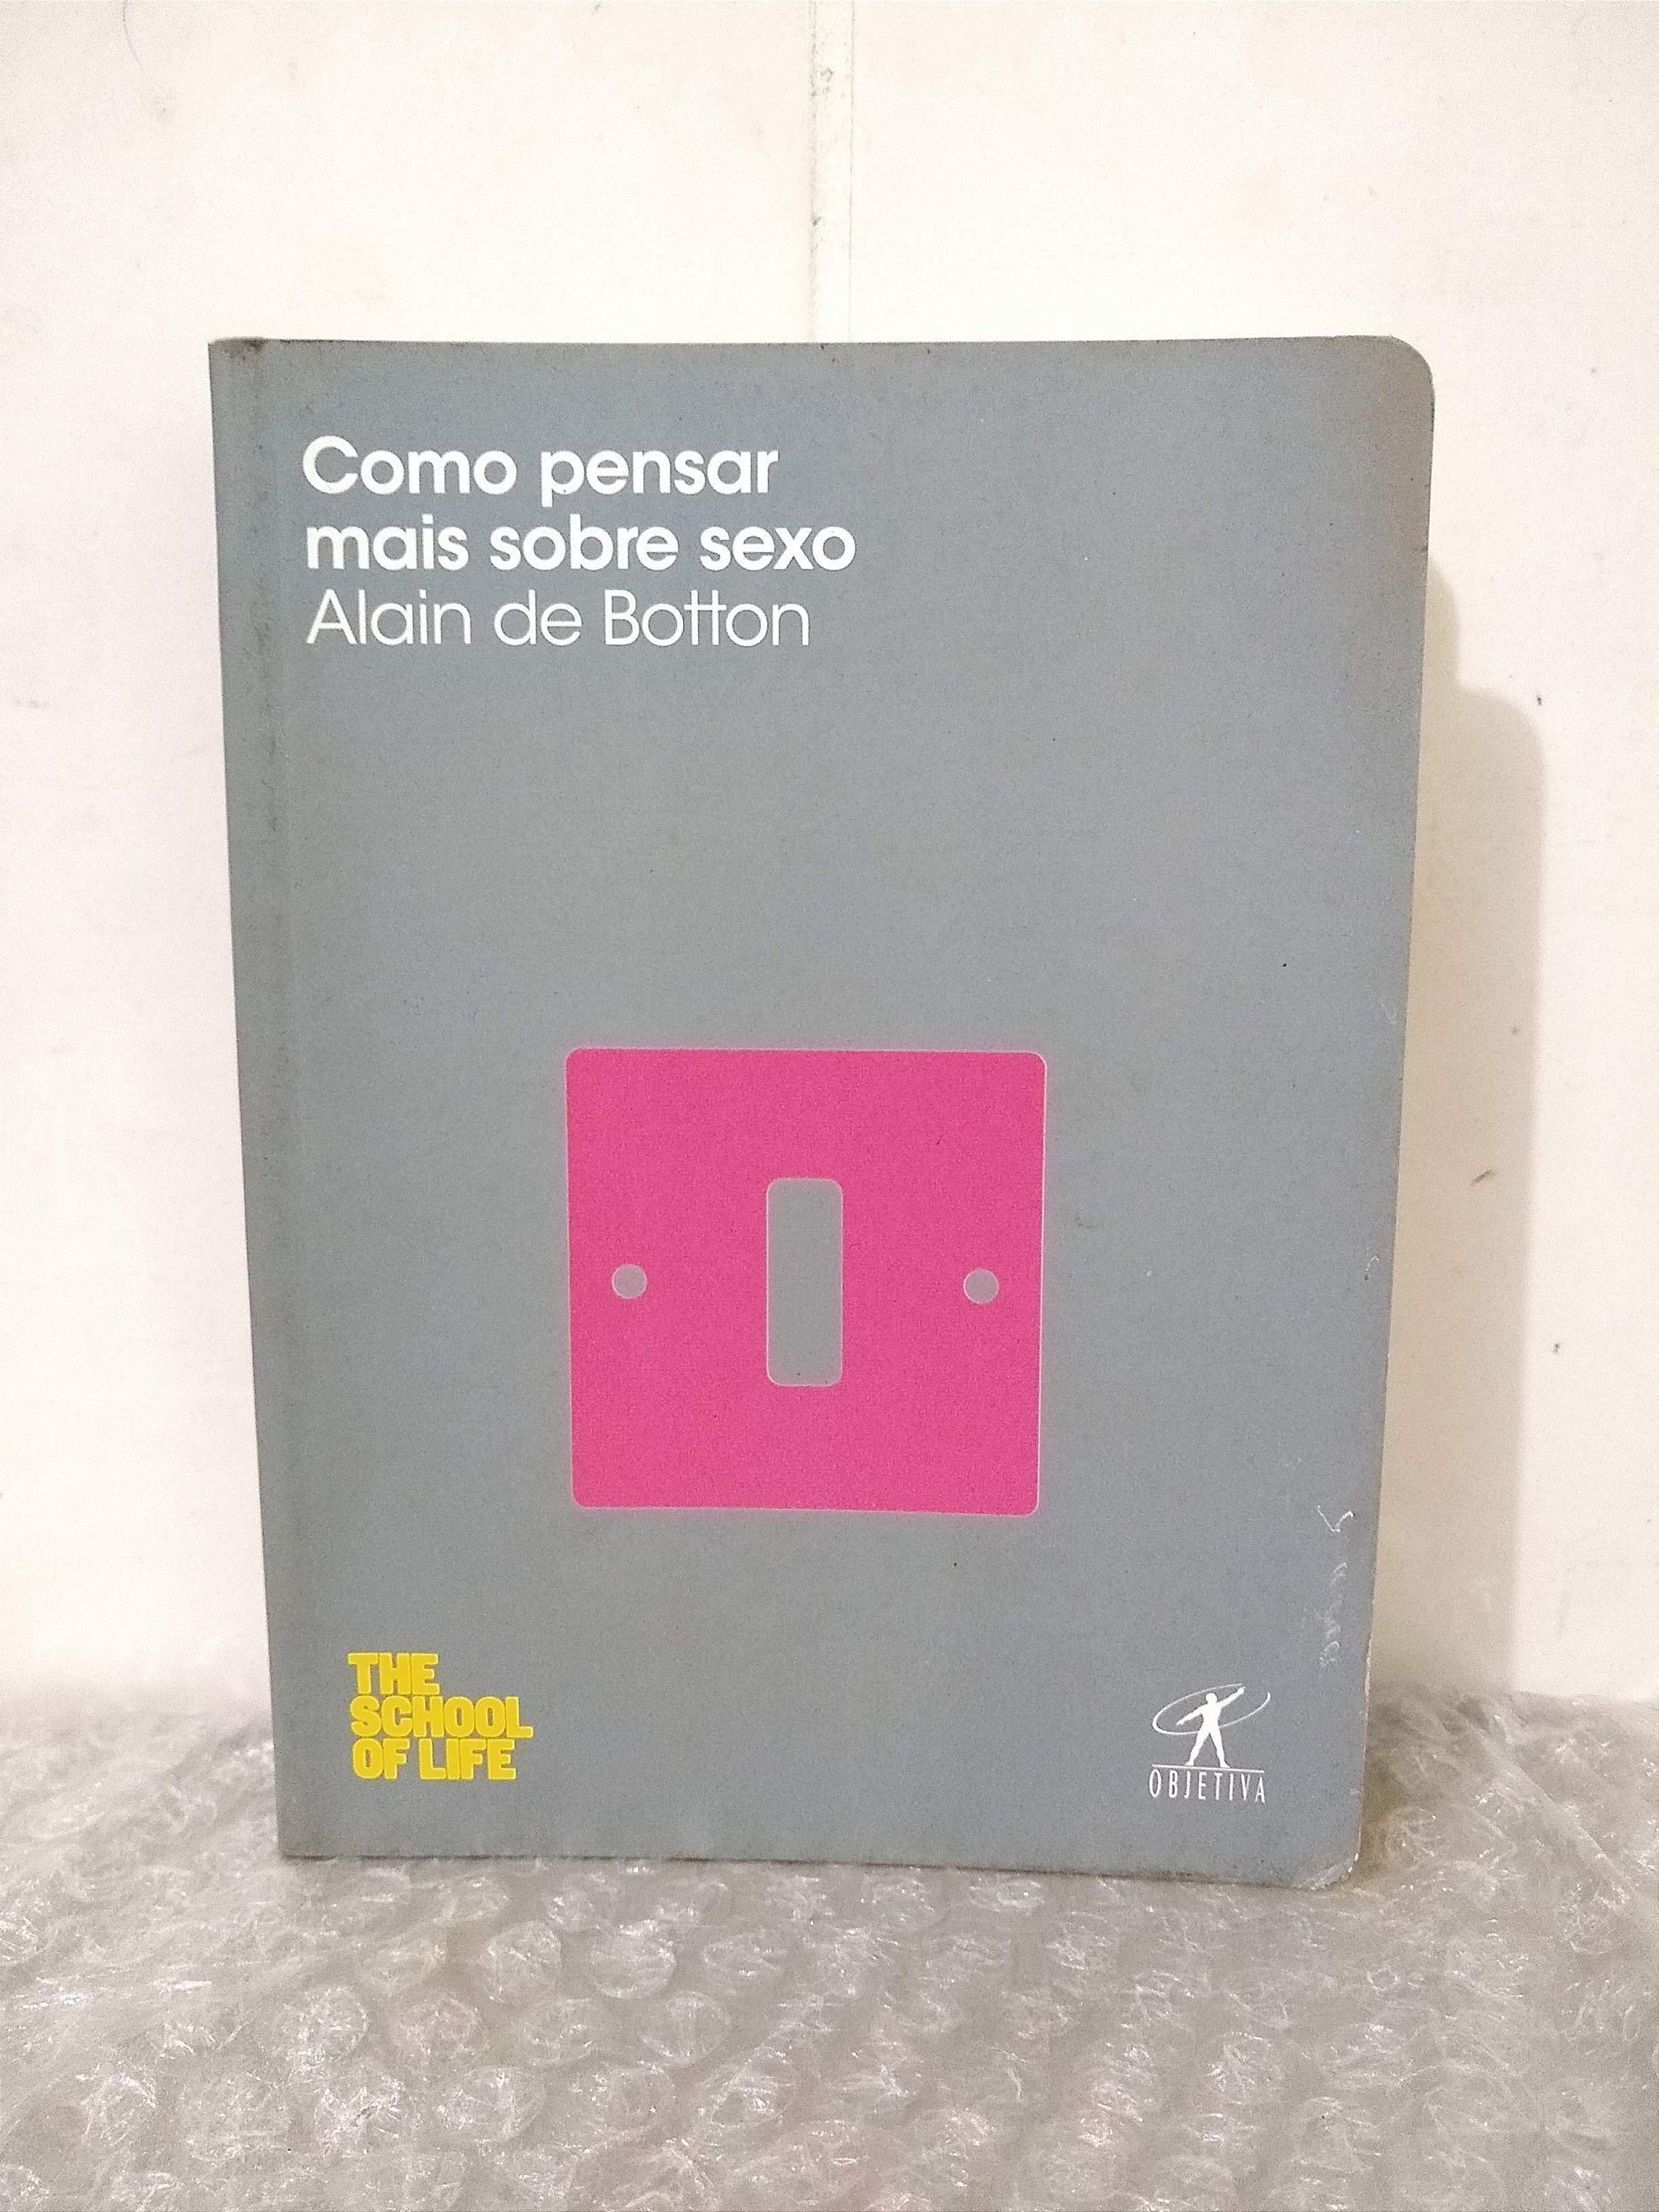 Como pensar
mais sobre sexo
Alain de Botton
THE
SCHOOL
OF LIFE
OBJETIVA